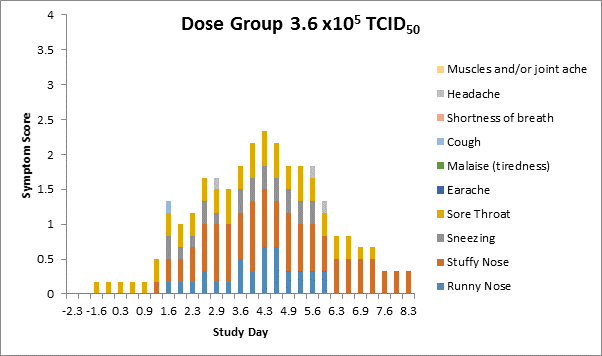 Dose Group 3.6 x10⁵ TCID₅₀
4
3.5
3
2.5
2
1.5
1
0.5
0
Symptom Score
-2.3 -1.6 0.3 0.9 1.6 2.3 2.9 3.6 4.3 4.9 5.6 6.3 6.9 7.6 8.3
Study Day
Muscles and/or joint ache
Headache
Shortness of breath
Cough
Malaise (tiredness)
Earache
Sore Throat
Sneezing
Stuffy Nose
Runny Nose